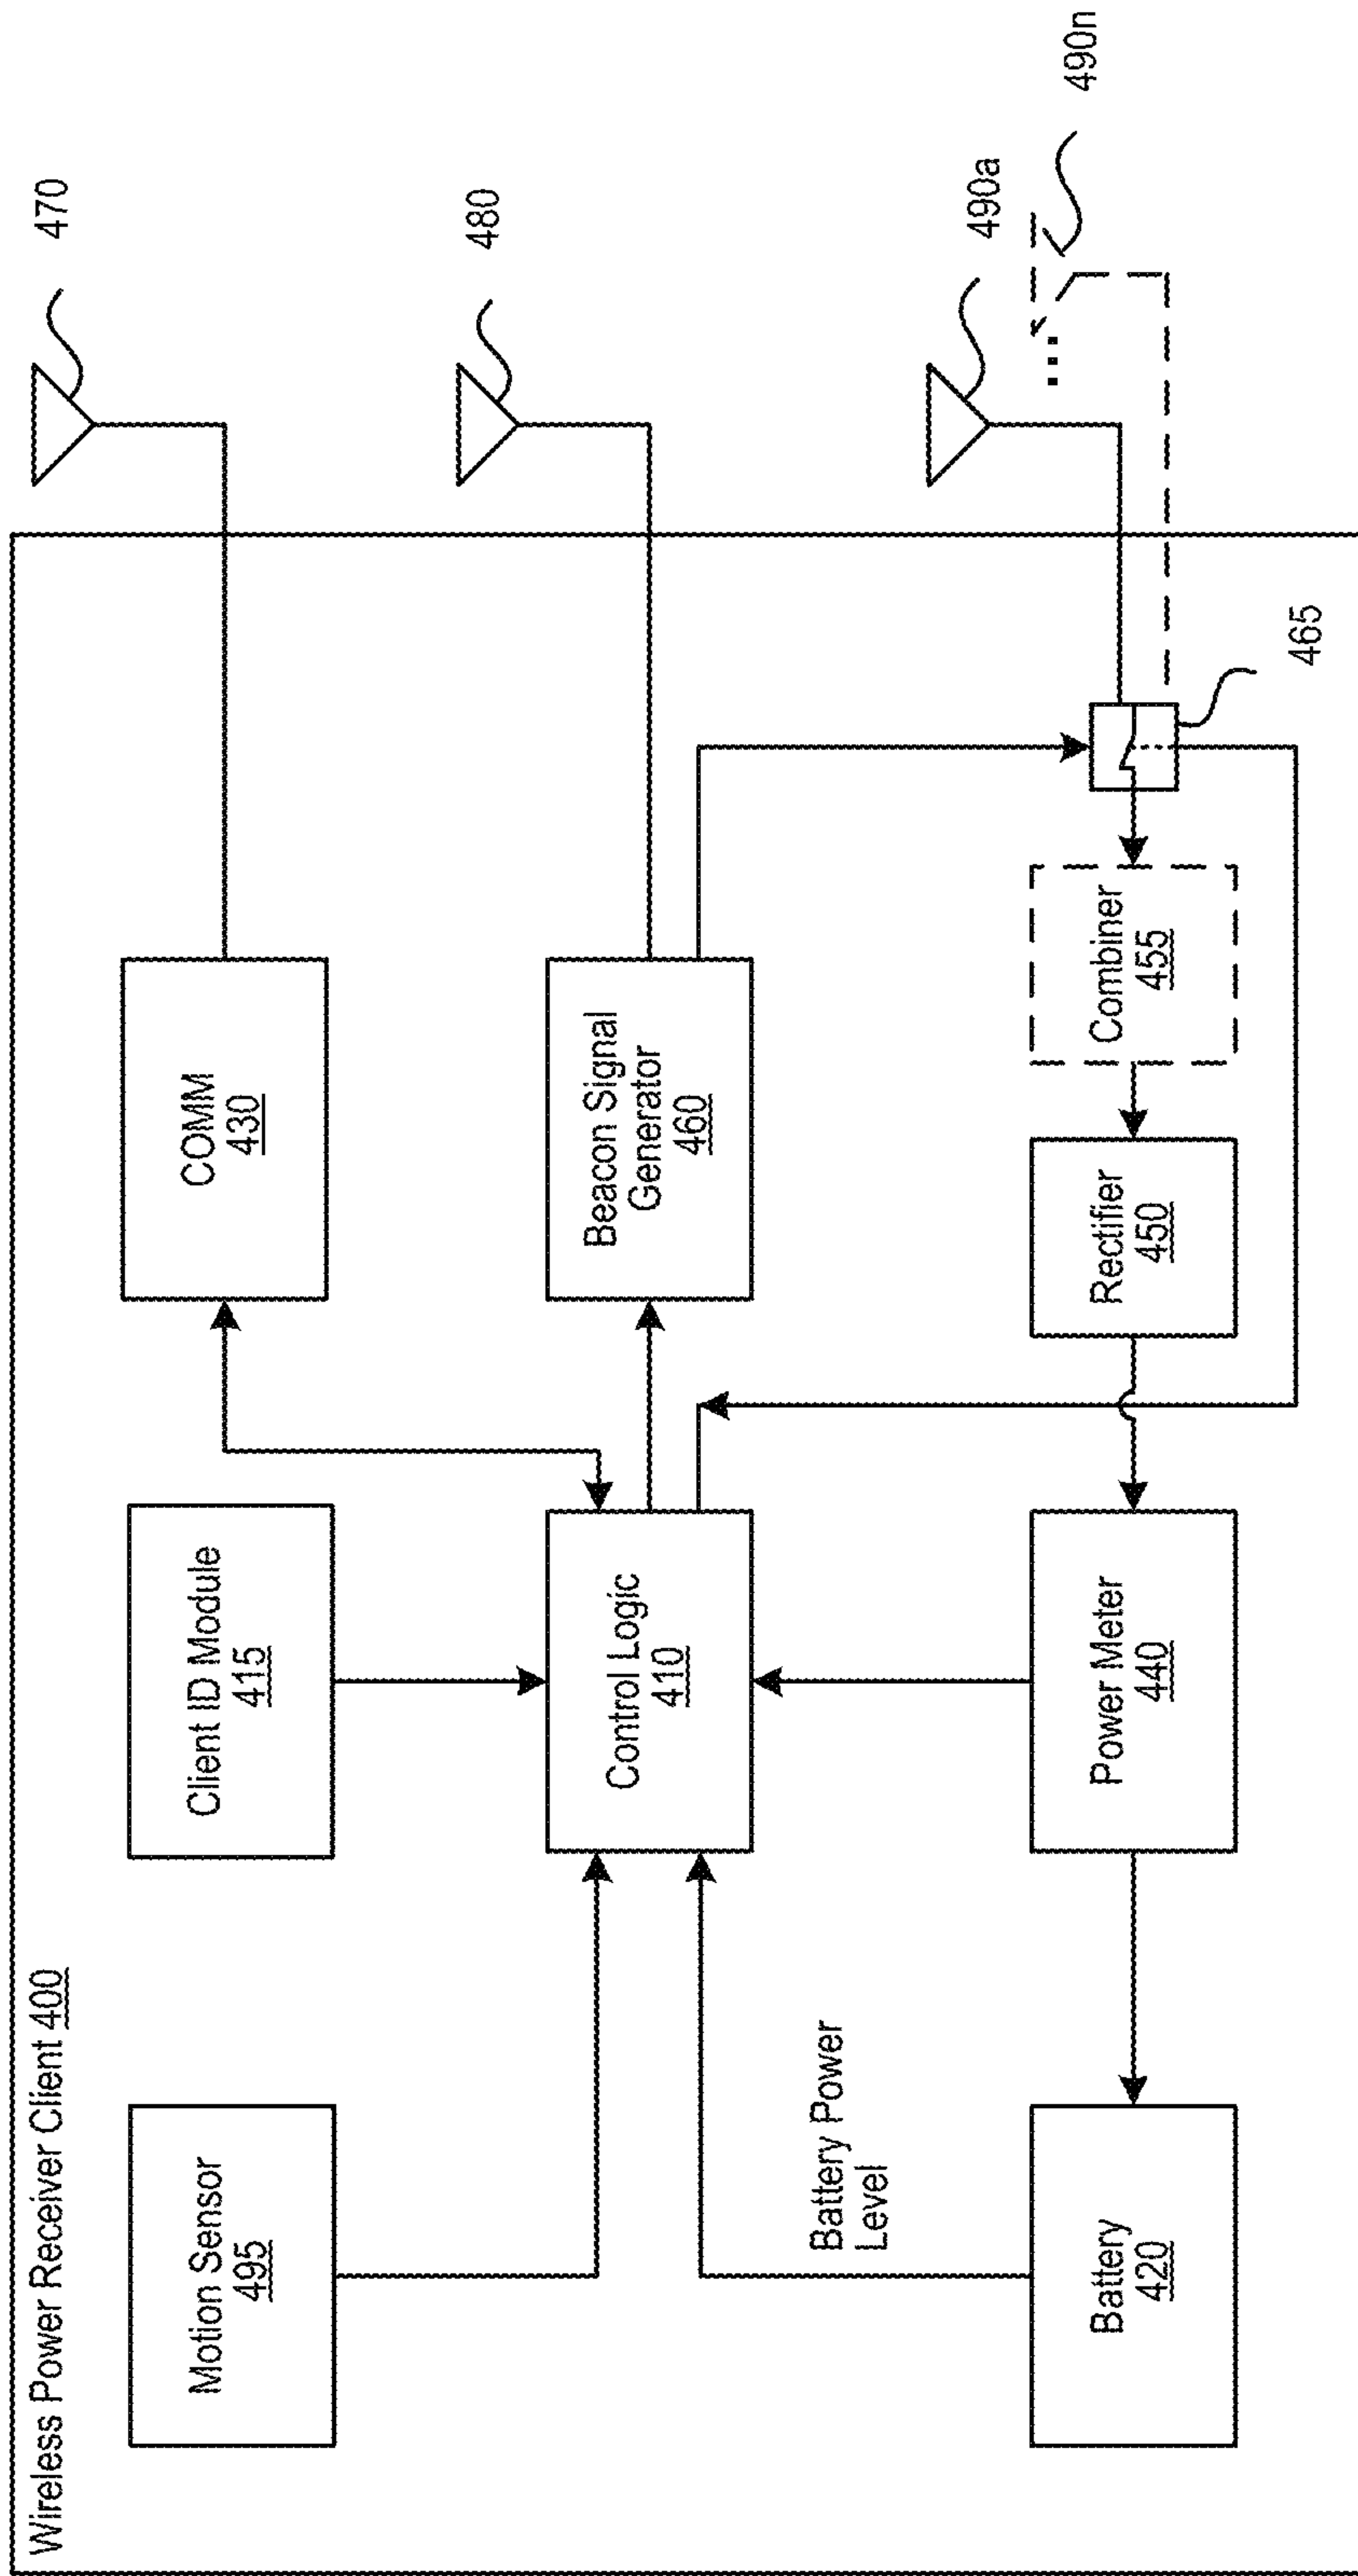 Wireless Power Receiver Client 400
Motion Sensor
495
Client ID Module
415
COMM
430
470
Control Logic
410
Beacon Signal
Generator
460
480
Battery Power
Level
Battery
420
Power Meter
440
Rectifier
450
Combiner
455
465
490a
...
490n